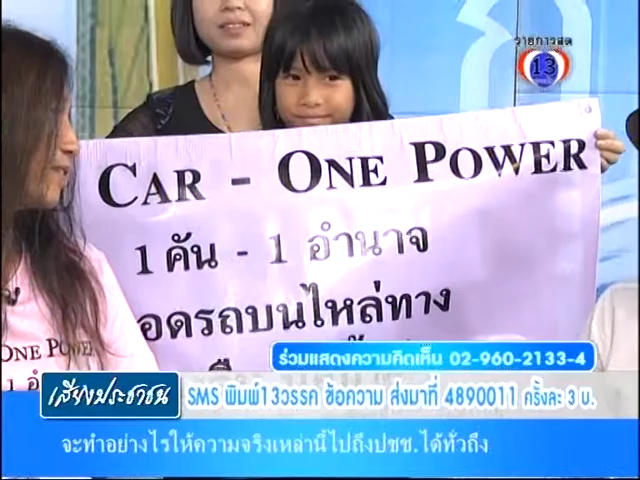 รายการสด
13
CAR - ONE POWER
1 คัน - 1 อำนาจ
อดรถบนไหล่ทาง
ONE POW
1 อำ
ร่วมแสดงความคิดเห็น 02-960-2133-4
เสียงประชาชน
SMS พิมพ์13วรรค ข้อความ ส่งมาที่ 4890011 ครั้งละ 3 บ.
จะทำอย่างไรให้ความจริงเหล่านี้ไปถึงปชช.ได้ทั่วถึง